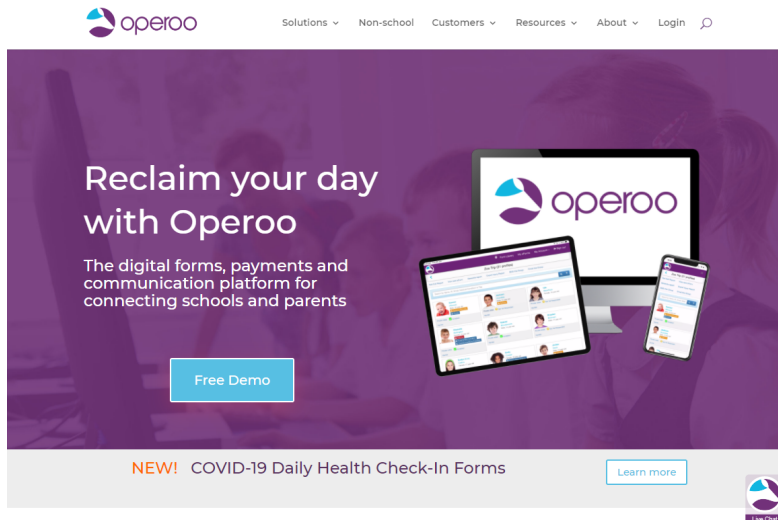 operoo
Solutions
Non-school
Customers
Resources
About
Login
Reclaim your day
with Operoo
The digital forms, payments and
communication platform for
connecting schools and parents
Free Demo
operoo
NEW! COVID-19 Daily Health Check-In Forms
Learn more